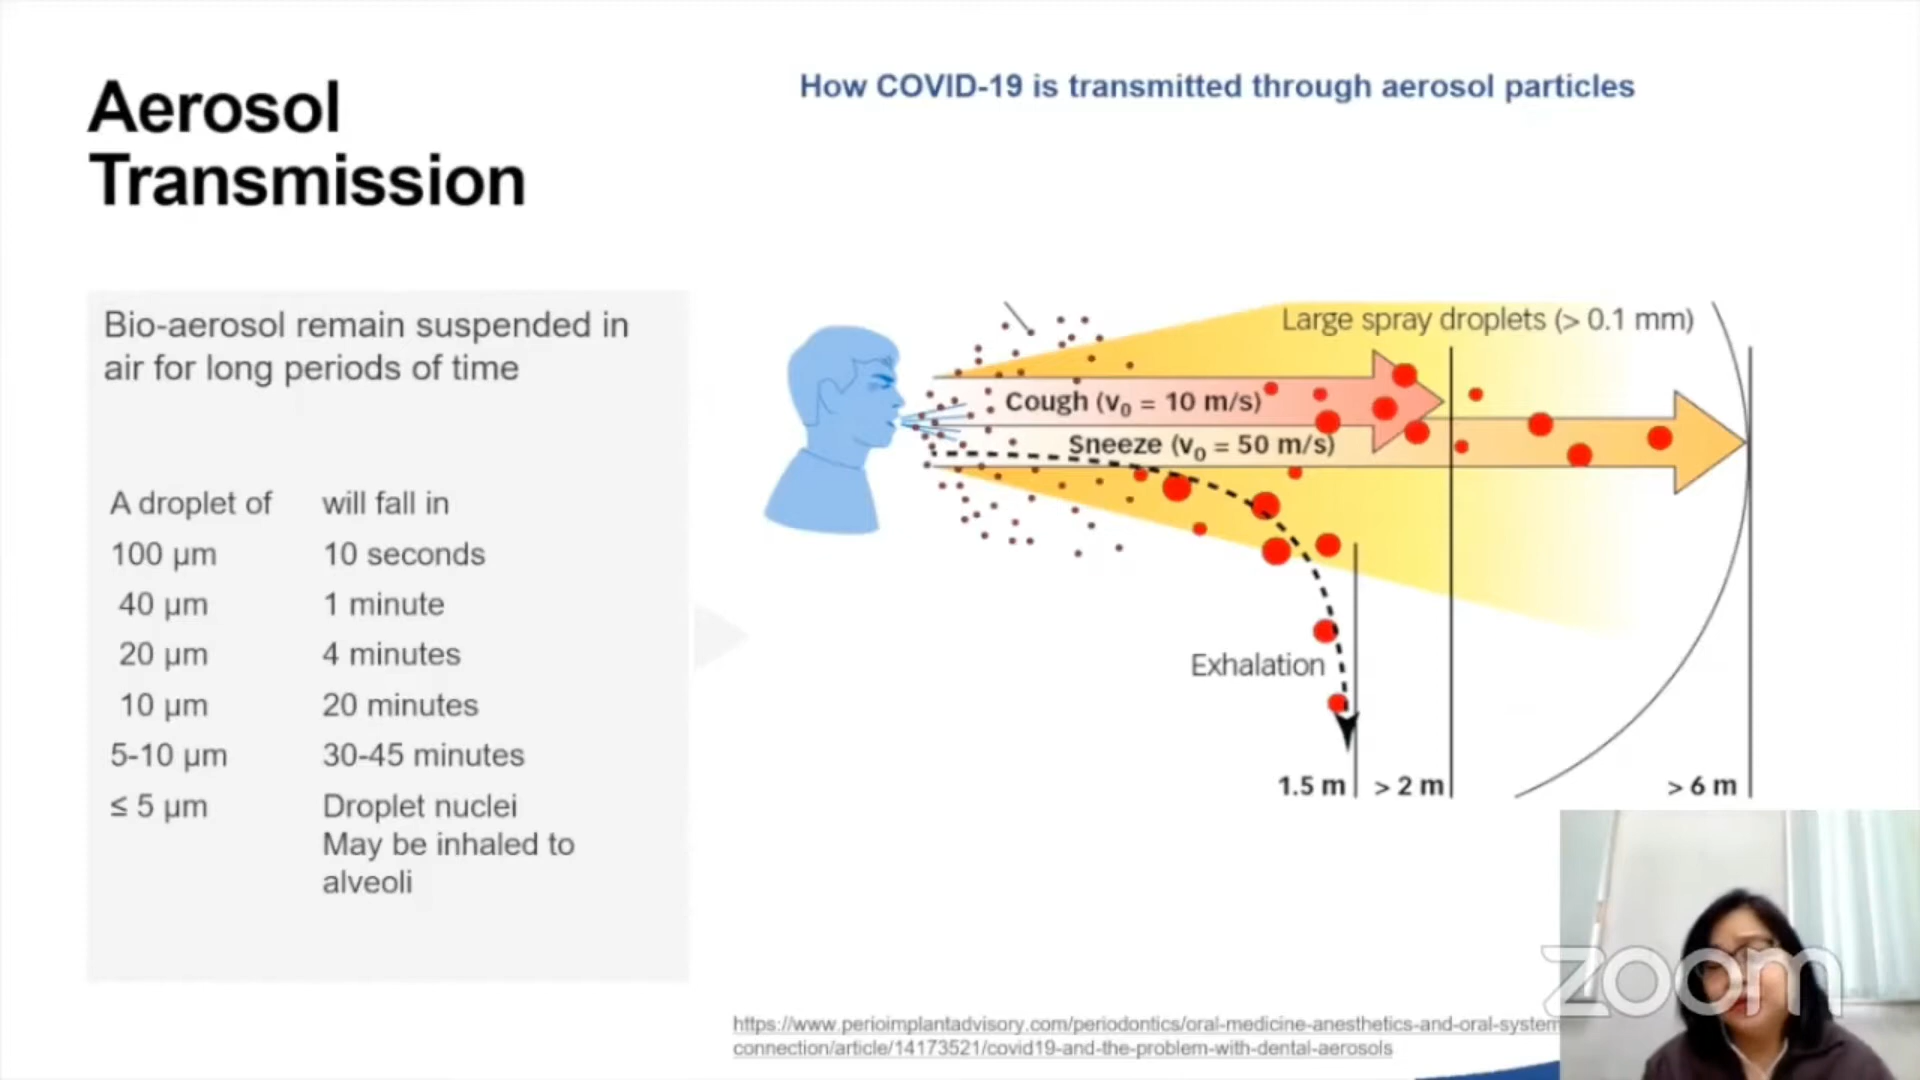 Aerosol
Transmission
How COVID-19 is transmitted through aerosol particles
Bio-aerosol remain suspended in
air for long periods of time
A droplet of will fall in
100 µm 10 seconds
40 µm 1 minute
20 µm 4 minutes
10 µm 20 minutes
5-10 µm 30-45 minutes
≤ 5 µm Droplet nuclei
May be inhaled to
alveoli
Large spray droplets (> 0.1 mm)
Cough (v₀ = 10 m/s)
Sneeze (v₀ = 50 m/s)
Exhalation
1.5 m > 2 m > 6 m
https://www.perioimplantadvisory.com/periodontics/oral-medicine-anesthetics-and-oral-system
connection/article/14173521/covid19-and-the-problem-with-dental-aerosols
zoom